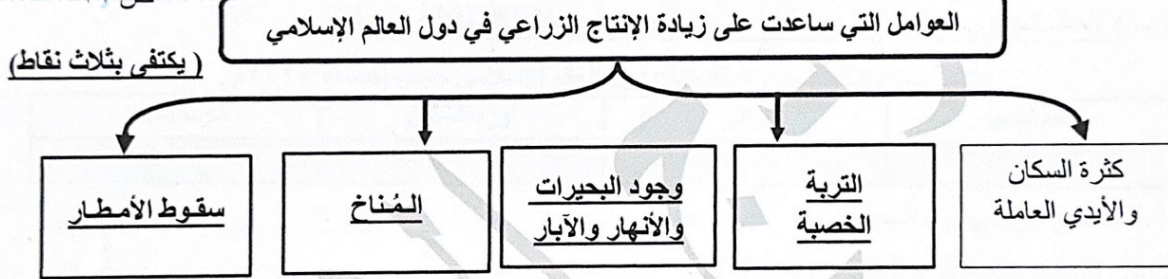 العوامل التي ساعدت على زيادة الإنتاج الزراعي في دول العالم الإسلامي
( يكتفى بثلاث نقاط)
كثرة السكان
والأيدي العاملة
التربة
الخصبة
وجود البحيرات
والأنهار والآبار
المُناخ
سقوط الأمطار